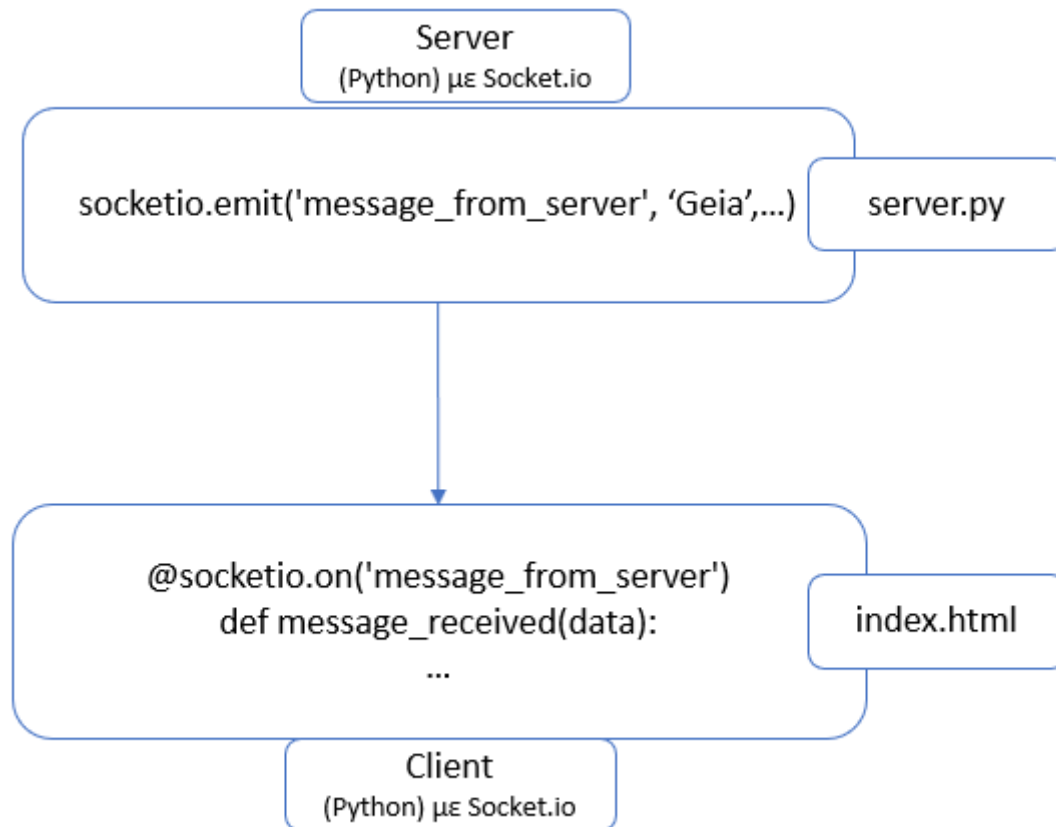 Server
(Python) με Socket.io
socketio.emit('message_from_server', ‘Geia’,…)
server.py
@socketio.on('message_from_server')
def message_received(data):
…
index.html
Client
(Python) με Socket.io